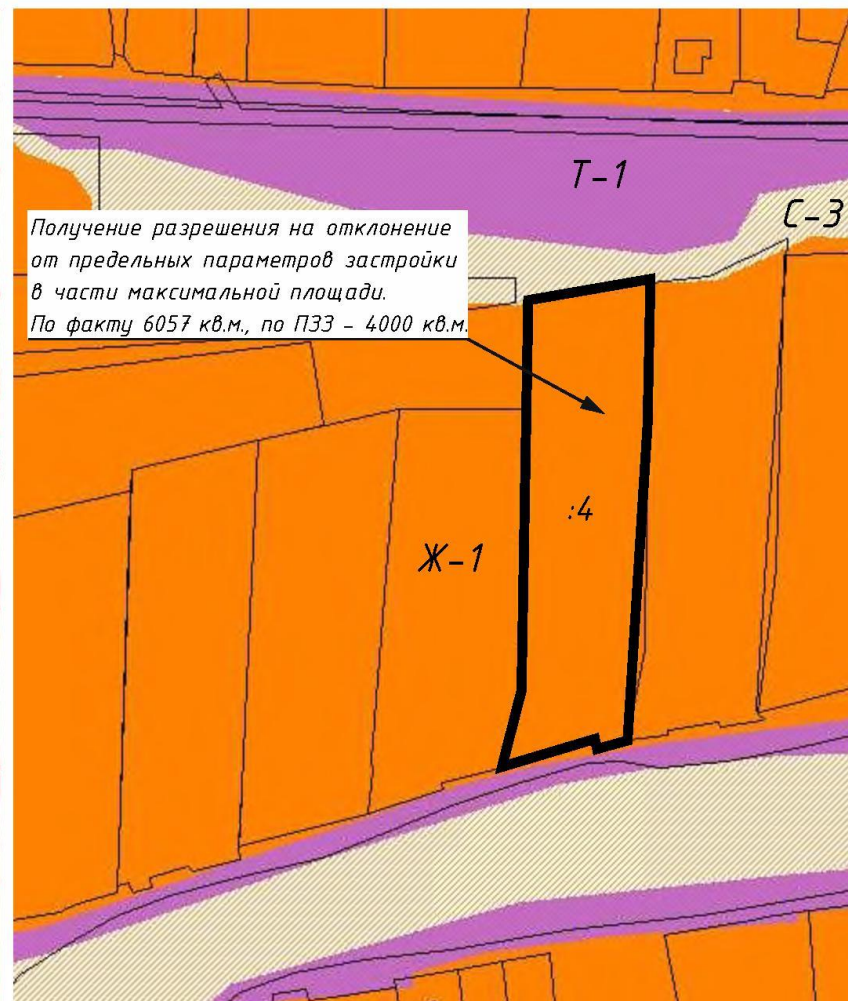 Т-1
С-3
Получение разрешения на отклонение
от предельных параметров застройки
в части максимальной площади.
По факту 6057 кв.м., по ПЗЗ - 4000 кв.м.
:4
Ж-1